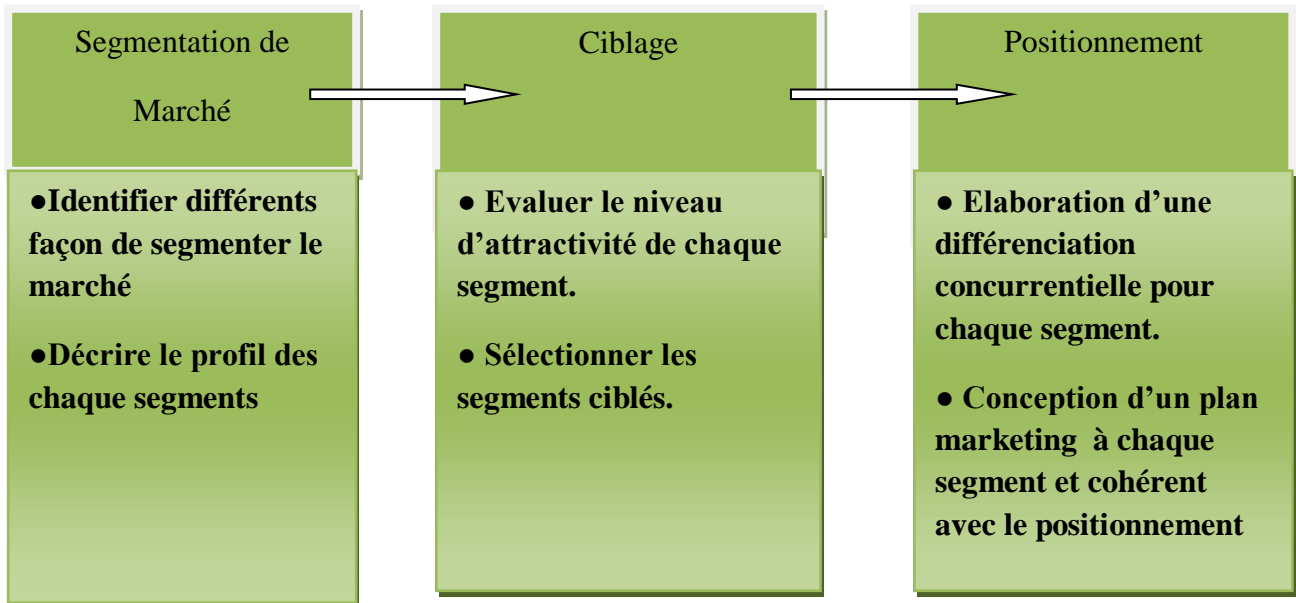 Segmentation de
Marché
●Identifier différents
façon de segmenter le
marché
●Décrire le profil des
chaque segments
Ciblage
● Evaluer le niveau
d’attractivité de chaque
segment.
● Sélectionner les
segments ciblés.
Positionnement
● Elaboration d’une
différenciation
concurrentielle pour
chaque segment.
● Conception d’un plan
marketing à chaque
segment et cohérent
avec le positionnement